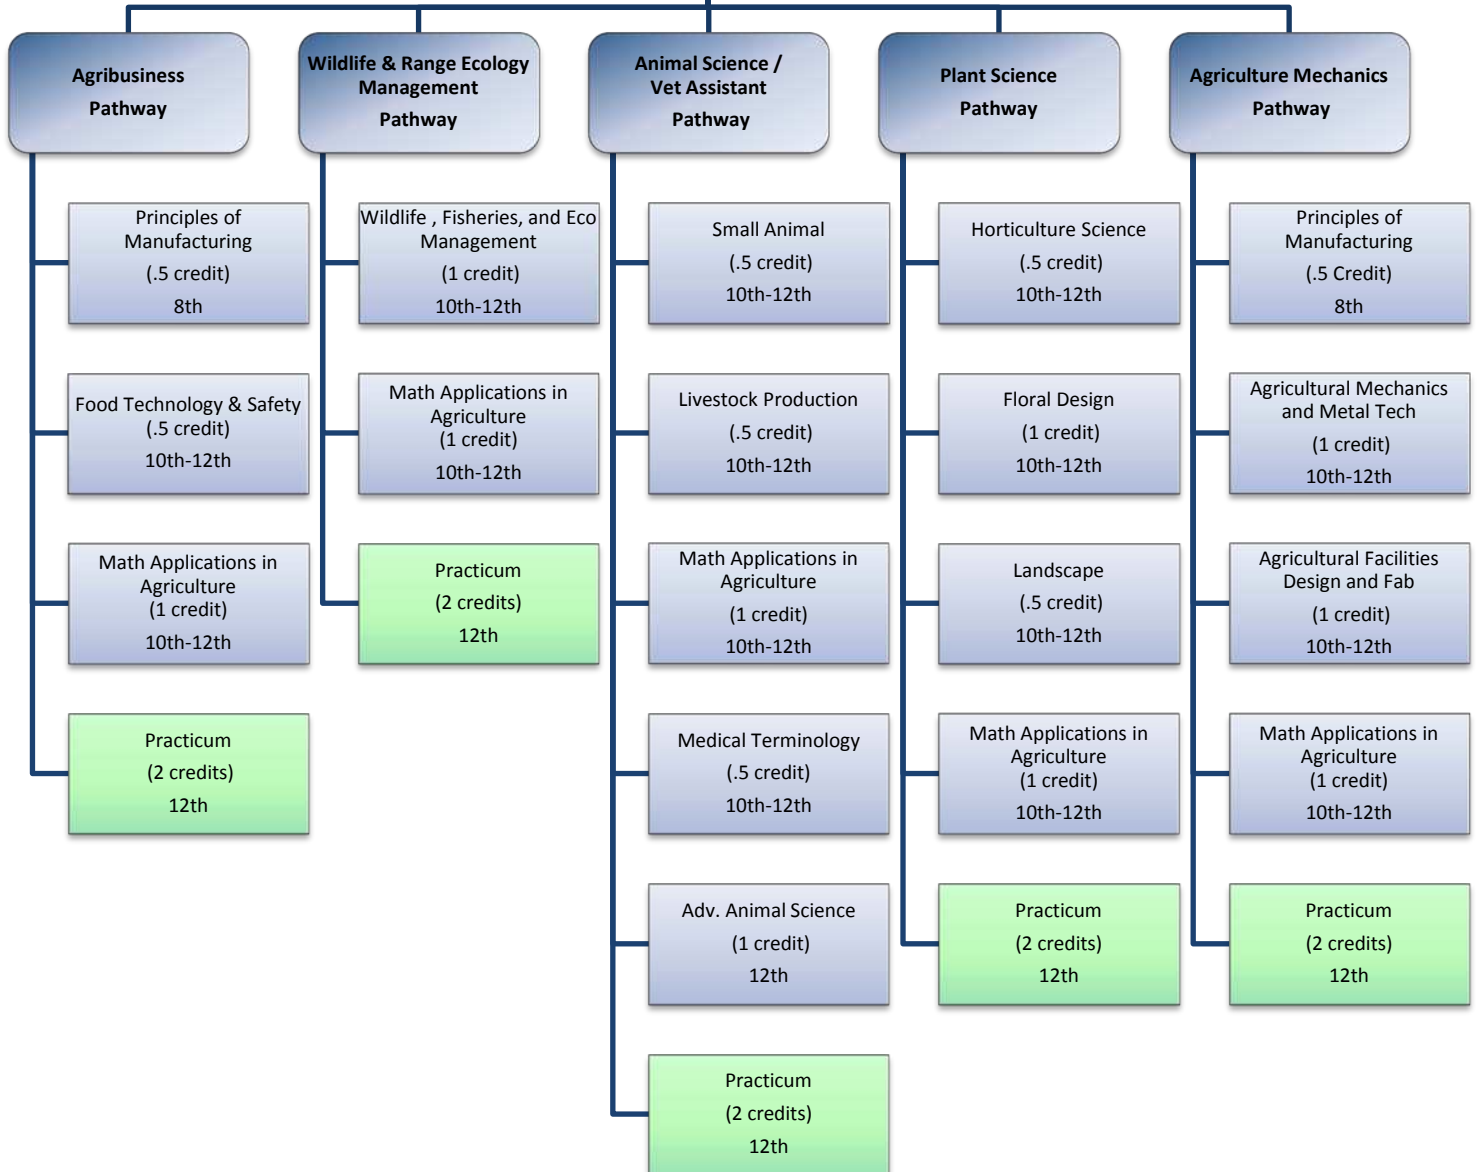 Agribusiness
Pathway
Principles of
Manufacturing
(.5 credit)
8th
Food Technology & Safety
(.5 credit)
10th-12th
Math Applications in
Agriculture
(1 credit)
10th-12th
Practicum
(2 credits)
12th
Wildlife & Range Ecology
Management
Pathway
Wildlife , Fisheries, and Eco
Management
(1 credit)
10th-12th
Math Applications in
Agriculture
(1 credit)
10th-12th
Practicum
(2 credits)
12th
Animal Science /
Vet Assistant
Pathway
Small Animal
(.5 credit)
10th-12th
Livestock Production
(.5 credit)
10th-12th
Math Applications in
Agriculture
(1 credit)
10th-12th
Medical Terminology
(.5 credit)
10th-12th
Adv. Animal Science
(1 credit)
12th
Practicum
(2 credits)
12th
Plant Science
Pathway
Horticulture Science
(.5 credit)
10th-12th
Floral Design
(1 credit)
10th-12th
Landscape
(.5 credit)
10th-12th
Math Applications in
Agriculture
(1 credit)
10th-12th
Practicum
(2 credits)
12th
Agriculture Mechanics
Pathway
Principles of
Manufacturing
(.5 Credit)
8th
Agricultural Mechanics
and Metal Tech
(1 credit)
10th-12th
Agricultural Facilities
Design and Fab
(1 credit)
10th-12th
Math Applications in
Agriculture
(1 credit)
10th-12th
Practicum
(2 credits)
12th